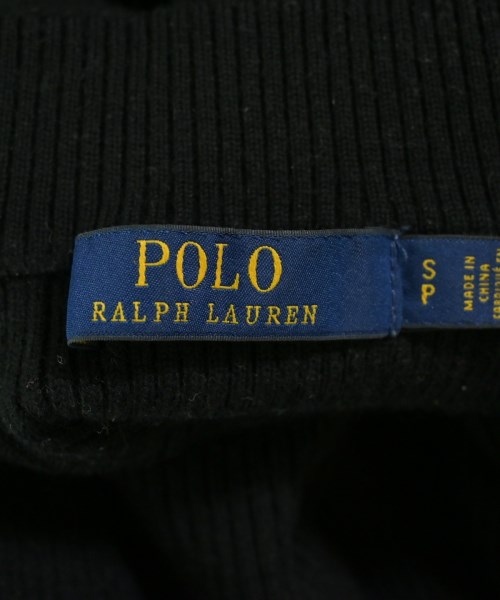 POLO
RALPH LAUREN
S
P
MADE IN
CHINA